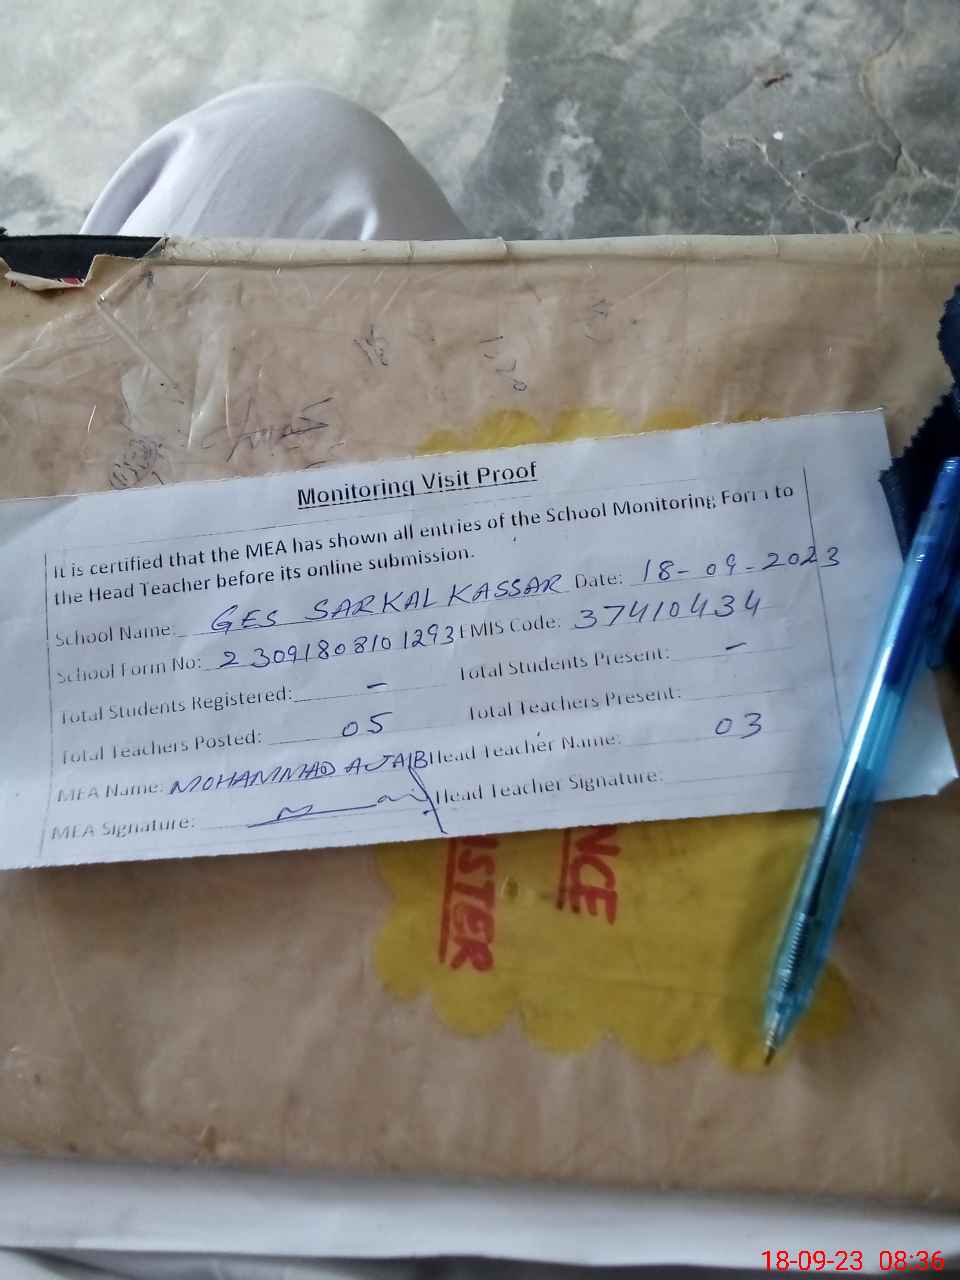 Monitoring Visit Proof
It is certified that the MEA has shown all entries of the School Monitoring Form to
the Head Teacher before its online submission.
School Name: GES SARKAL KASSAR Date: 18-09-2023
School Form No: 23091808101293 EMIS Code: 37410434
Total Students Registered: - Total Students Present: -
Total Teachers Posted: 05 Total Teachers Present: 03
MEA Name: MOHAMMAD AJAIB Head Teacher Name:
MEA Signature: Head Teacher Signature:
NCE
ISTER
18-09-23 08:36